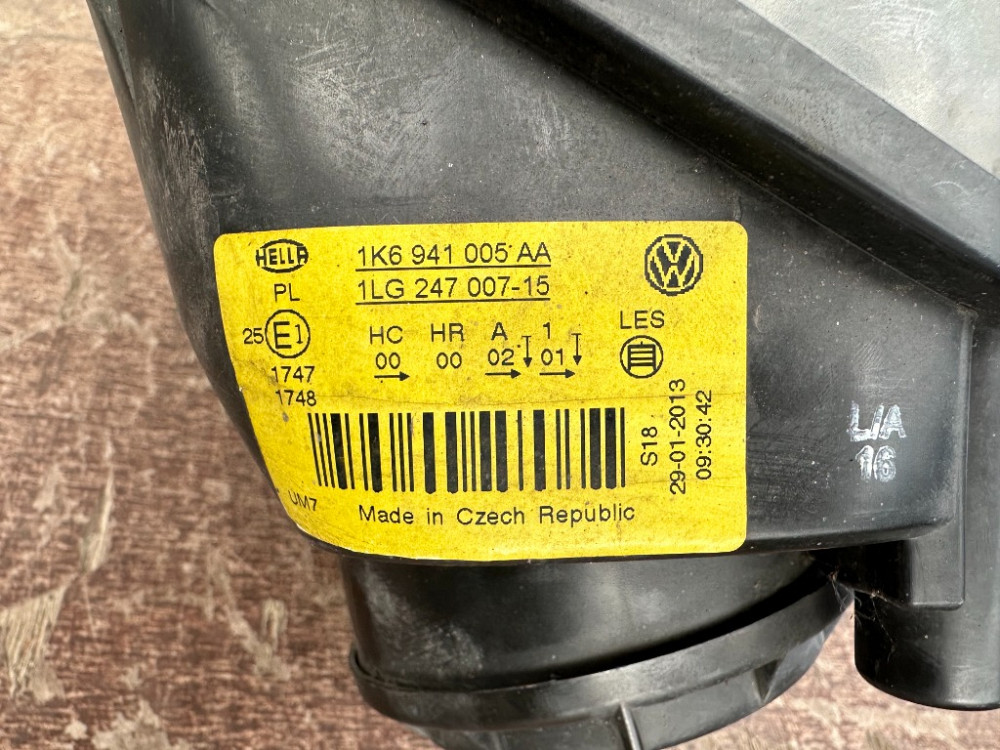 HELLA
1K6 941 005 AA
PL
1LG 247 007-15
25 E1
HC HR A 1
00 00 02 01
LES
1747
1748
S18
29-01-2013
09:30:42
UM7
Made in Czech Republic
L/A
16